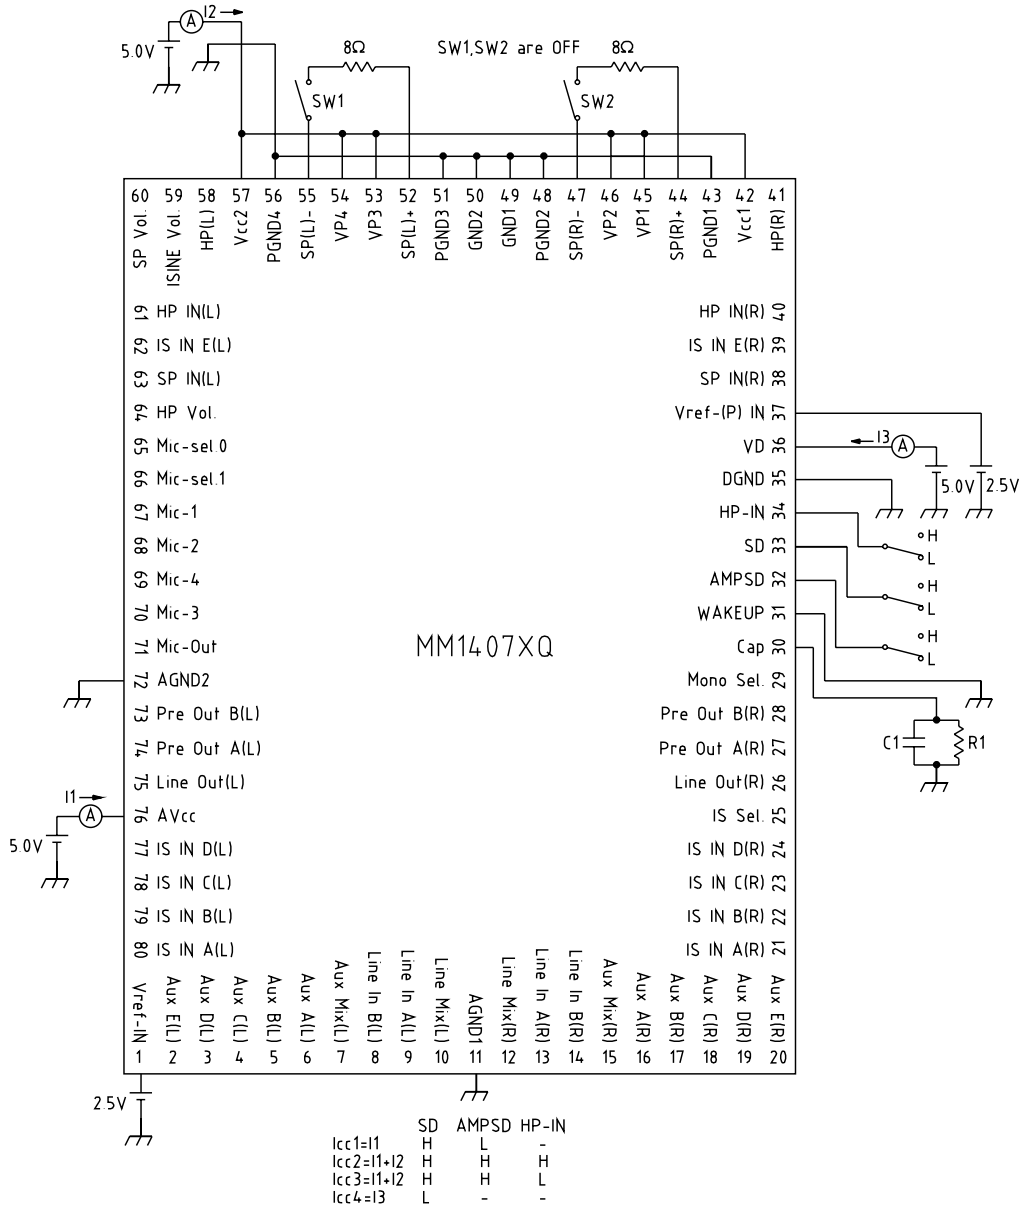 I2
A
5.0V
8Ω
SW1,SW2 are OFF
8Ω
SW1
SW2
60 59 58 57 56 55 54 53 52 51 50 49 48 47 46 45 44 43 42 41
SP Vol.
ISINE Vol.
HP(L)
Vcc2
PGND4
SP(L)-
VP4
VP3
SP(L)+
PGND3
GND2
GND1
PGND2
SP(R)-
VP2
VP1
SP(R)+
PGND1
Vcc1
HP(R)
61 HP IN(L)
HP IN(R) 40
62 IS IN E(L)
IS IN E(R) 39
63 SP IN(L)
SP IN(R) 38
64 HP Vol.
Vref-(P) IN 37
65 Mic-sel.0
VD 36
I3
A
66 Mic-sel.1
DGND 35
5.0V
2.5V
67 Mic-1
HP-IN 34
H
L
68 Mic-2
SD 33
H
L
69 Mic-4
AMPSD 32
H
L
70 Mic-3
WAKEUP 31
71 Mic-Out
MM1407XQ
Cap 30
72 AGND2
Mono Sel. 29
73 Pre Out B(L)
Pre Out B(R) 28
C1
R1
74 Pre Out A(L)
Pre Out A(R) 27
75 Line Out(L)
Line Out(R) 26
I1
A
5.0V
76 AVcc
IS Sel. 25
77 IS IN D(L)
IS IN D(R) 24
78 IS IN C(L)
IS IN C(R) 23
79 IS IN B(L)
IS IN B(R) 22
80 IS IN A(L)
IS IN A(R) 21
Vref-IN
Aux E(L)
Aux D(L)
Aux C(L)
Aux B(L)
Aux A(L)
Aux Mix(L)
Line In B(L)
Line In A(L)
Line Mix(L)
AGND1
Line Mix(R)
Line In A(R)
Line In B(R)
Aux Mix(R)
Aux A(R)
Aux B(R)
Aux C(R)
Aux D(R)
Aux E(R)
1 2 3 4 5 6 7 8 9 10 11 12 13 14 15 16 17 18 19 20
2.5V
SD AMPSD HP-IN
Icc1=I1 H L -
Icc2=I1+I2 H H H
Icc3=I1+I2 H H L
Icc4=I3 L - -